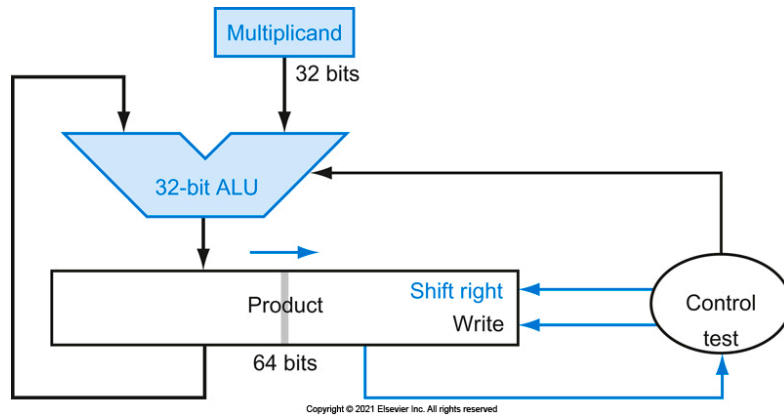 Multiplicand
32 bits
32-bit ALU
Product
Shift right
Write
Control
test
64 bits
Copyright © 2021 Elsevier Inc. All rights reserved